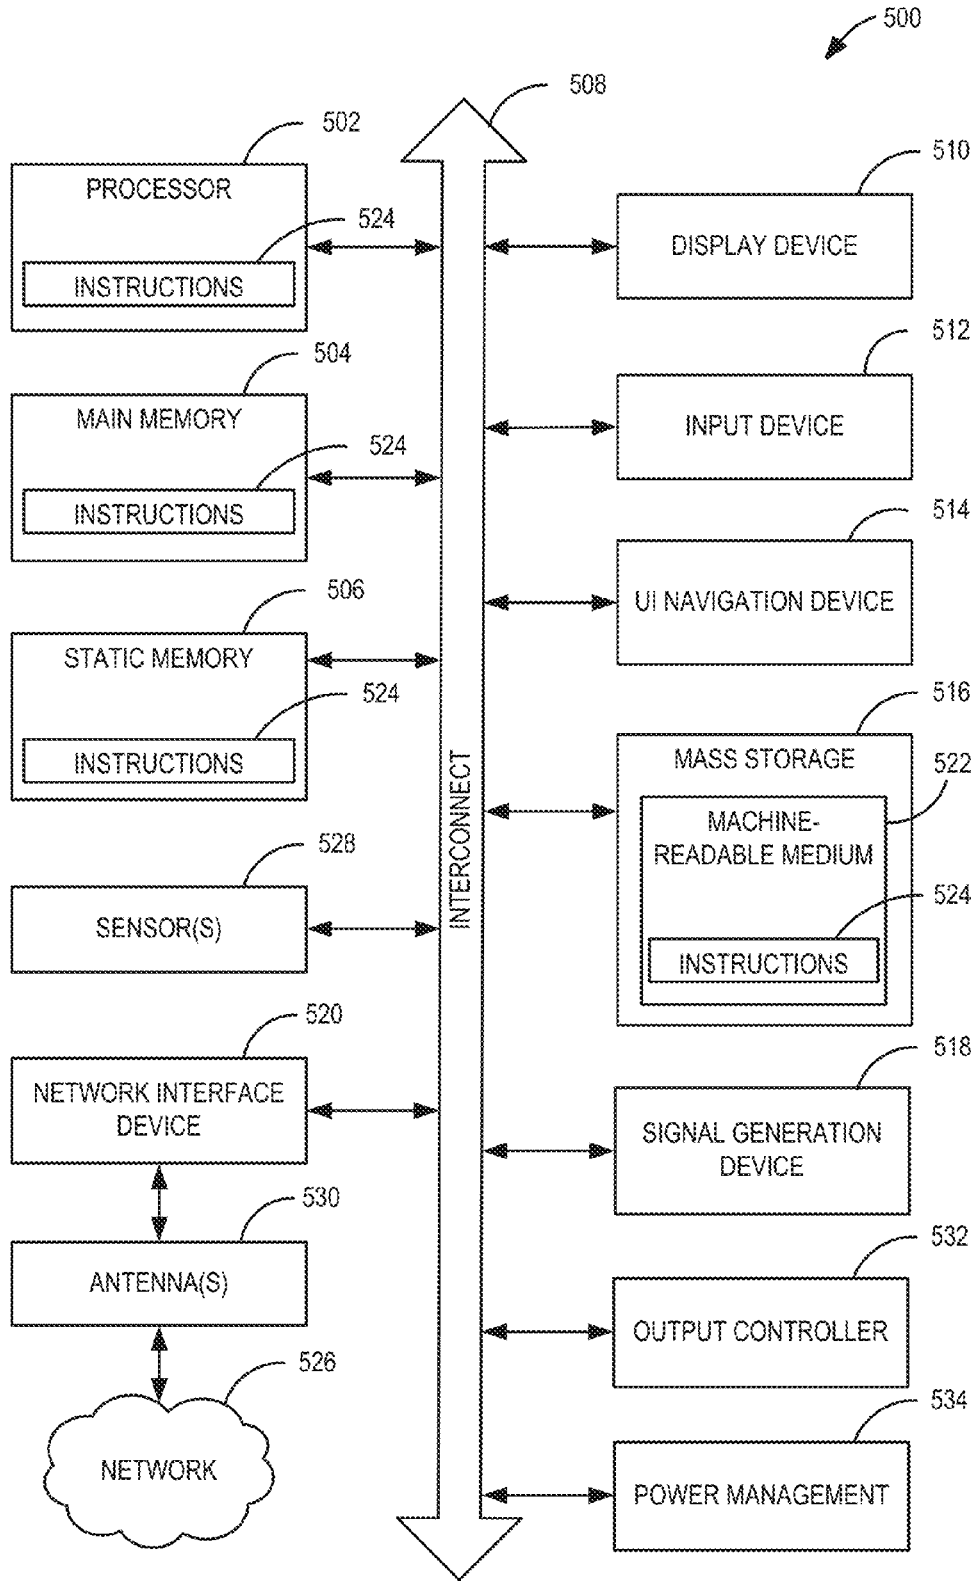 500
508
502
PROCESSOR
524
INSTRUCTIONS
504
MAIN MEMORY
524
INSTRUCTIONS
506
STATIC MEMORY
524
INSTRUCTIONS
528
SENSOR(S)
520
NETWORK INTERFACE
DEVICE
530
ANTENNA(S)
526
NETWORK
INTERCONNECT
510
DISPLAY DEVICE
512
INPUT DEVICE
514
UI NAVIGATION DEVICE
516
MASS STORAGE
522
MACHINE-
READABLE MEDIUM
524
INSTRUCTIONS
518
SIGNAL GENERATION
DEVICE
532
OUTPUT CONTROLLER
534
POWER MANAGEMENT